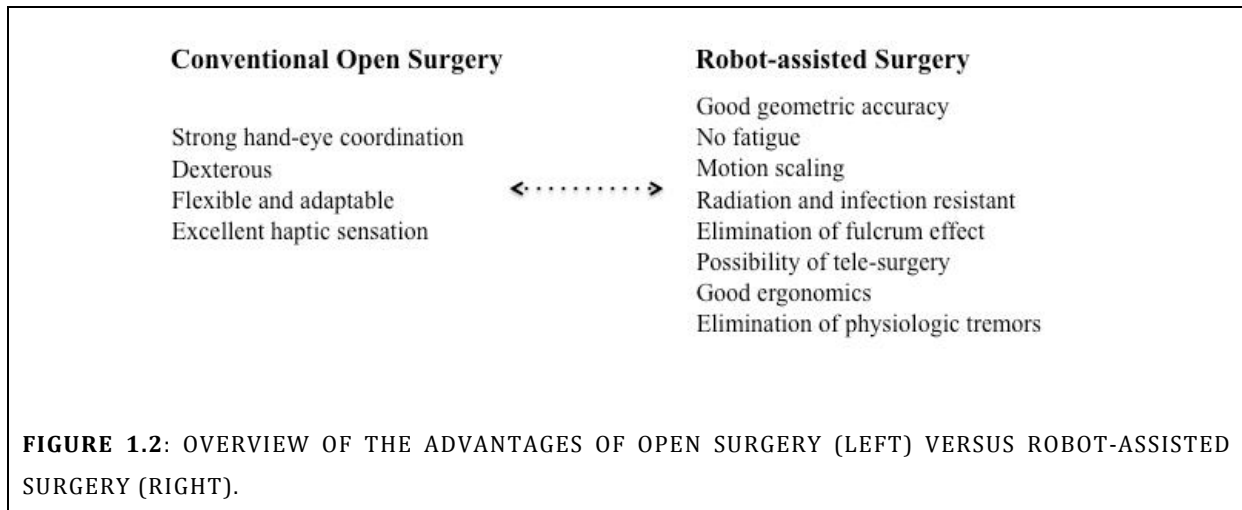 Conventional Open Surgery
Strong hand-eye coordination
Dexterous
Flexible and adaptable
Excellent haptic sensation
Robot-assisted Surgery
Good geometric accuracy
No fatigue
Motion scaling
Radiation and infection resistant
Elimination of fulcrum effect
Possibility of tele-surgery
Good ergonomics
Elimination of physiologic tremors
FIGURE 1.2: OVERVIEW OF THE ADVANTAGES OF OPEN SURGERY (LEFT) VERSUS ROBOT-ASSISTED
SURGERY (RIGHT).